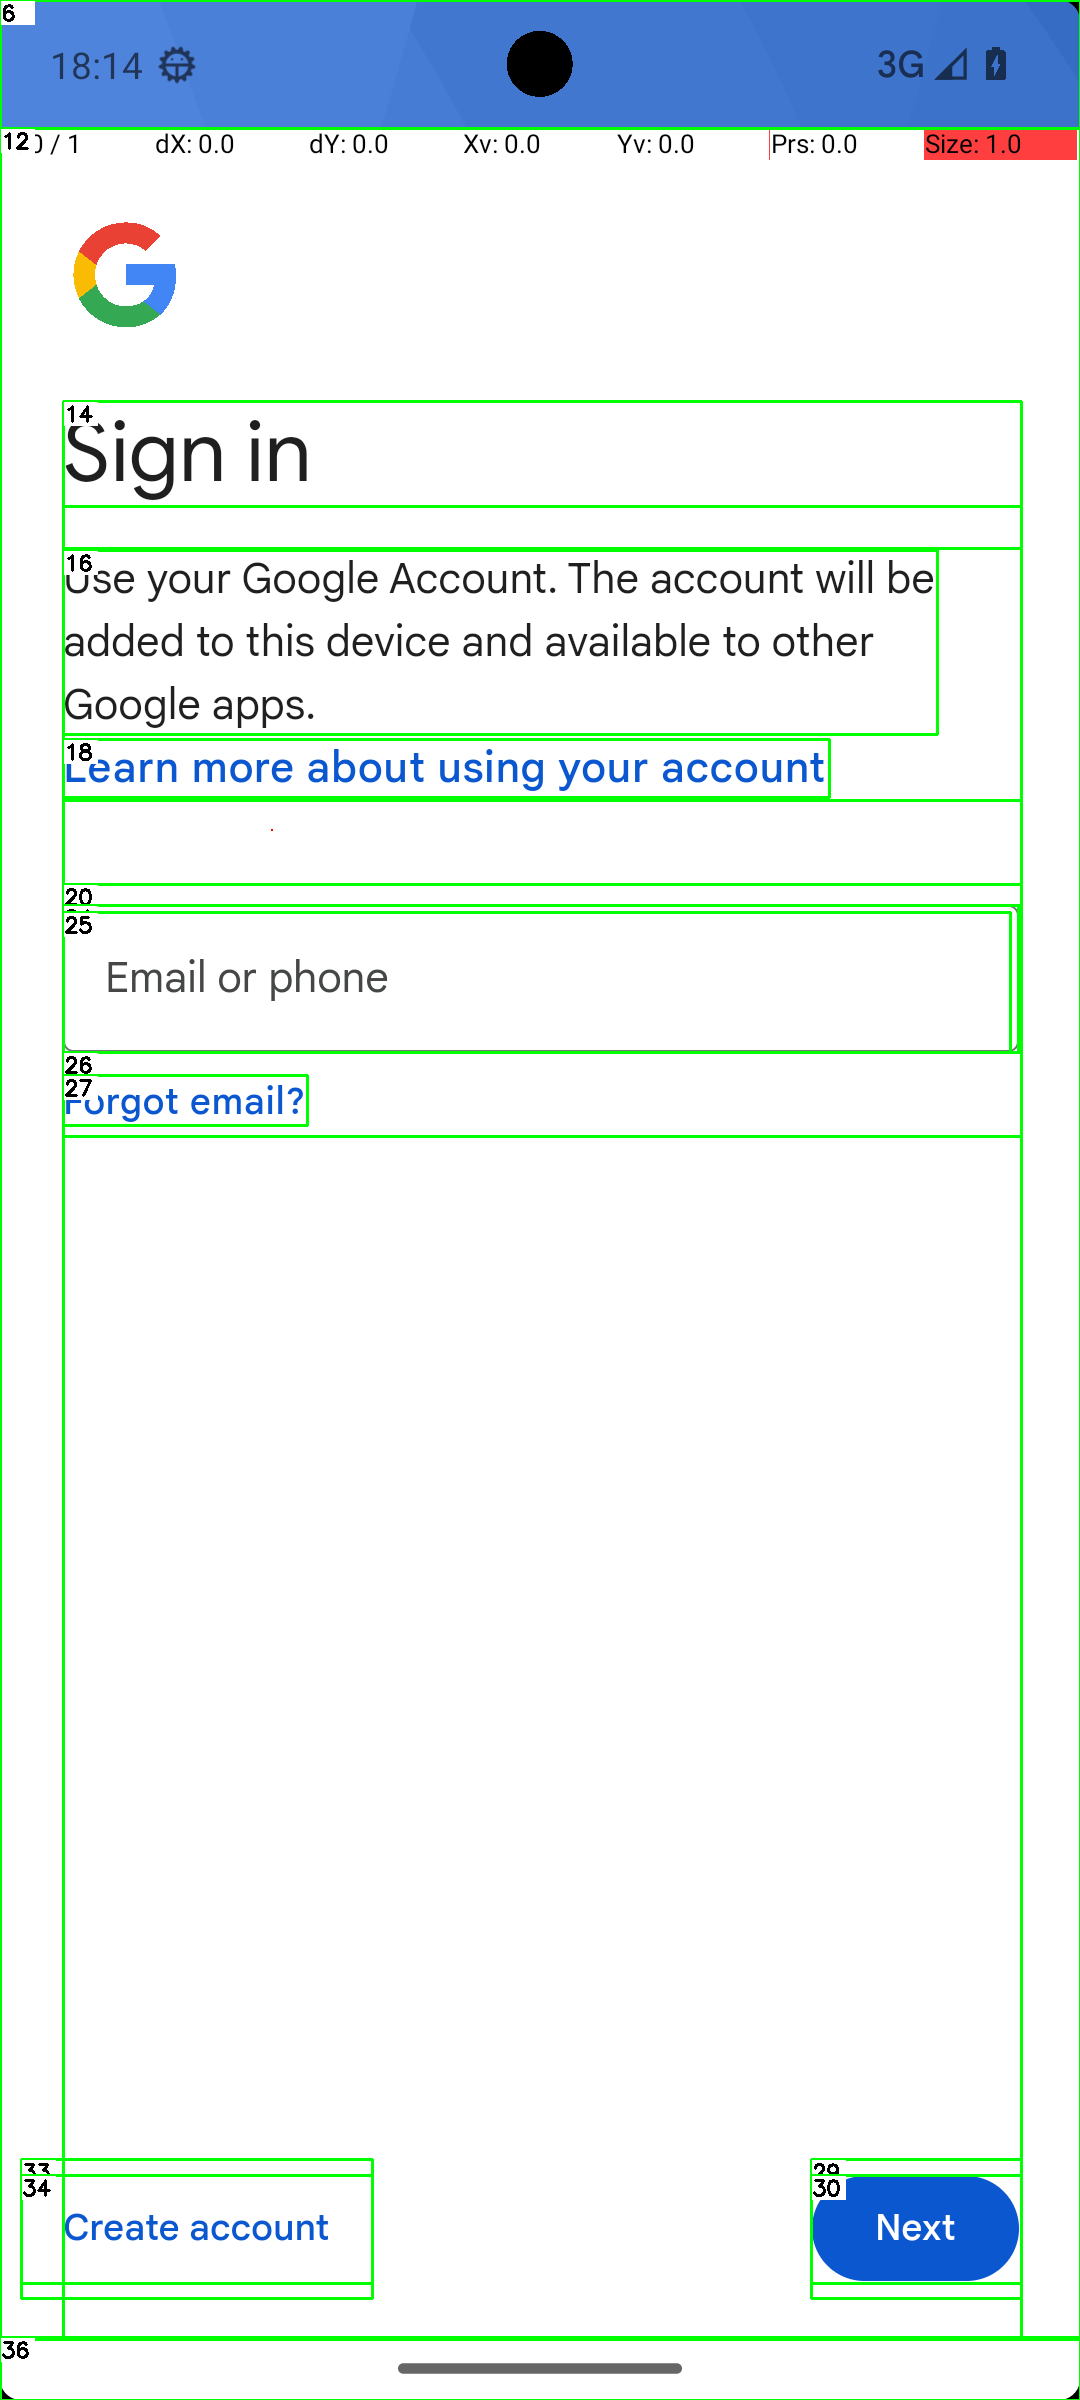 6
18:14
3G
12
0 / 1 dX: 0.0 dY: 0.0 Xv: 0.0 Yv: 0.0 Prs: 0.0 Size: 1.0
14
Sign in
16
Use your Google Account. The account will be
added to this device and available to other
Google apps.
18
Learn more about using your account
20
25
Email or phone
26
27
Forgot email?
33
29
34
30
Create account
Next
36